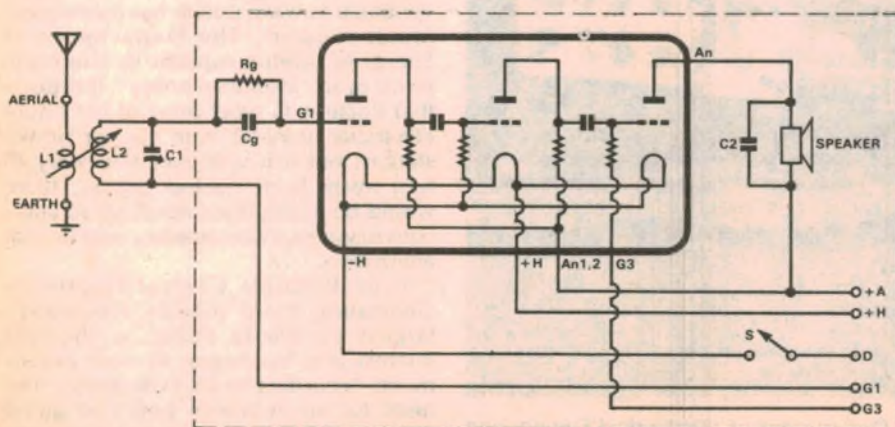 Rg
An
AERIAL
G1
Cg
L1
L2
C1
C2
SPEAKER
EARTH
-H
+H
An1,2
G3
+A
+H
S
D
G1
G3